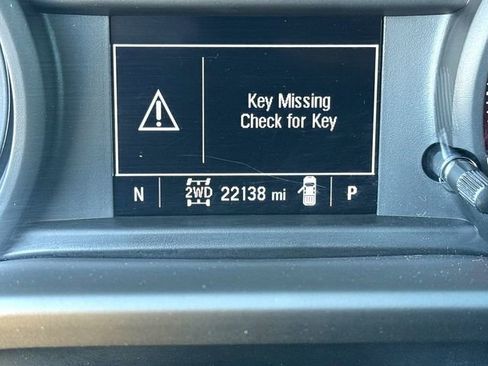 Key Missing
Check for Key
N 2WD 22138 mi P